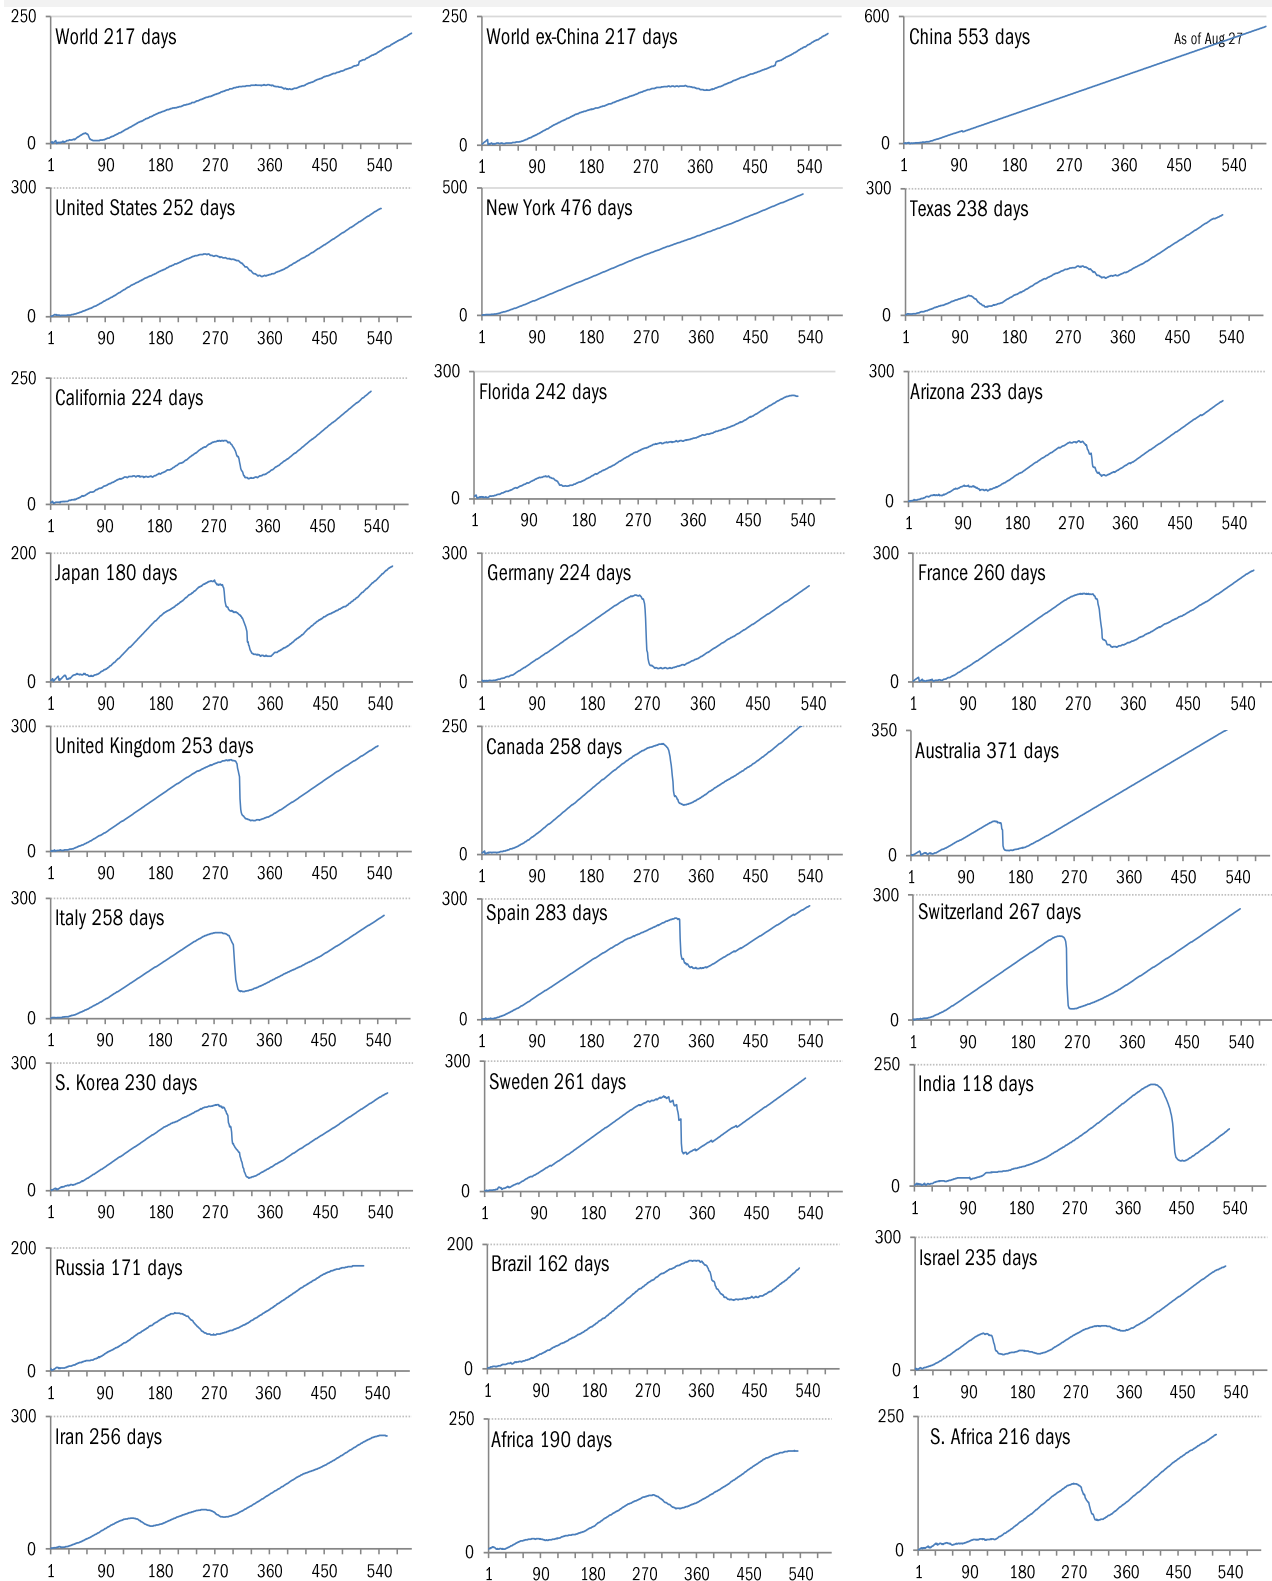 250
250
600
World 217 days
World ex-China 217 days
China 553 days
As of Aug 27
0
0
0
1 90 180 270 360 450 540
1 90 180 270 360 450 540
1 90 180 270 360 450 540
300
500
300
United States 252 days
New York 476 days
Texas 238 days
0
0
0
1 90 180 270 360 450 540
1 90 180 270 360 450 540
1 90 180 270 360 450 540
250
300
300
California 224 days
Florida 242 days
Arizona 233 days
0
0
0
1 90 180 270 360 450 540
1 90 180 270 360 450 540
1 90 180 270 360 450 540
200
300
300
Japan 180 days
Germany 224 days
France 260 days
0
0
0
1 90 180 270 360 450 540
1 90 180 270 360 450 540
1 90 180 270 360 450 540
300
250
350
United Kingdom 253 days
Canada 258 days
Australia 371 days
0
0
0
1 90 180 270 360 450 540
1 90 180 270 360 450 540
1 90 180 270 360 450 540
300
300
300
Italy 258 days
Spain 283 days
Switzerland 267 days
0
0
0
1 90 180 270 360 450 540
1 90 180 270 360 450 540
1 90 180 270 360 450 540
300
300
250
S. Korea 230 days
Sweden 261 days
India 118 days
0
0
0
1 90 180 270 360 450 540
1 90 180 270 360 450 540
1 90 180 270 360 450 540
200
200
300
Russia 171 days
Brazil 162 days
Israel 235 days
0
0
0
1 90 180 270 360 450 540
1 90 180 270 360 450 540
1 90 180 270 360 450 540
300
250
250
Iran 256 days
Africa 190 days
S. Africa 216 days
0
0
0
1 90 180 270 360 450 540
1 90 180 270 360 450 540
1 90 180 270 360 450 540